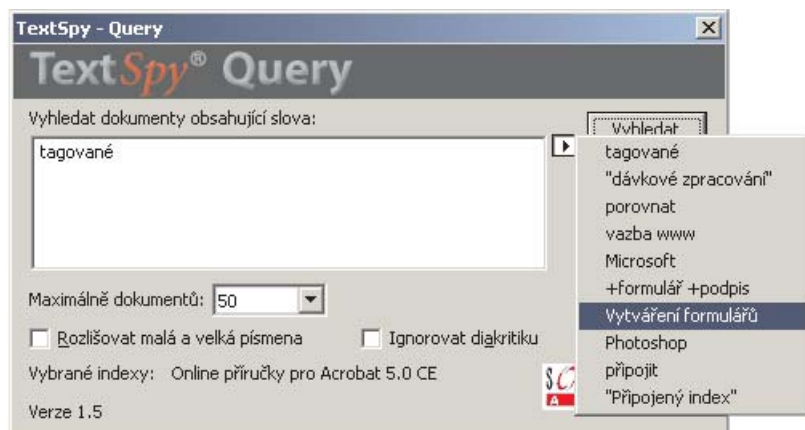 TextSpy - Query
TextSpy® Query
Vyhledat dokumenty obsahující slova:
Vyhledat
tagované
tagované
"dávkové zpracování"
porovnat
vazba www
Microsoft
+formulář +podpis
Vytváření formulářů
Photoshop
připojit
"Připojený index"
Maximálně dokumentů: 50
Rozlišovat malá a velká písmena
Ignorovat diakritiku
Vybrané indexy: Online příručky pro Acrobat 5.0 CE
Verze 1.5